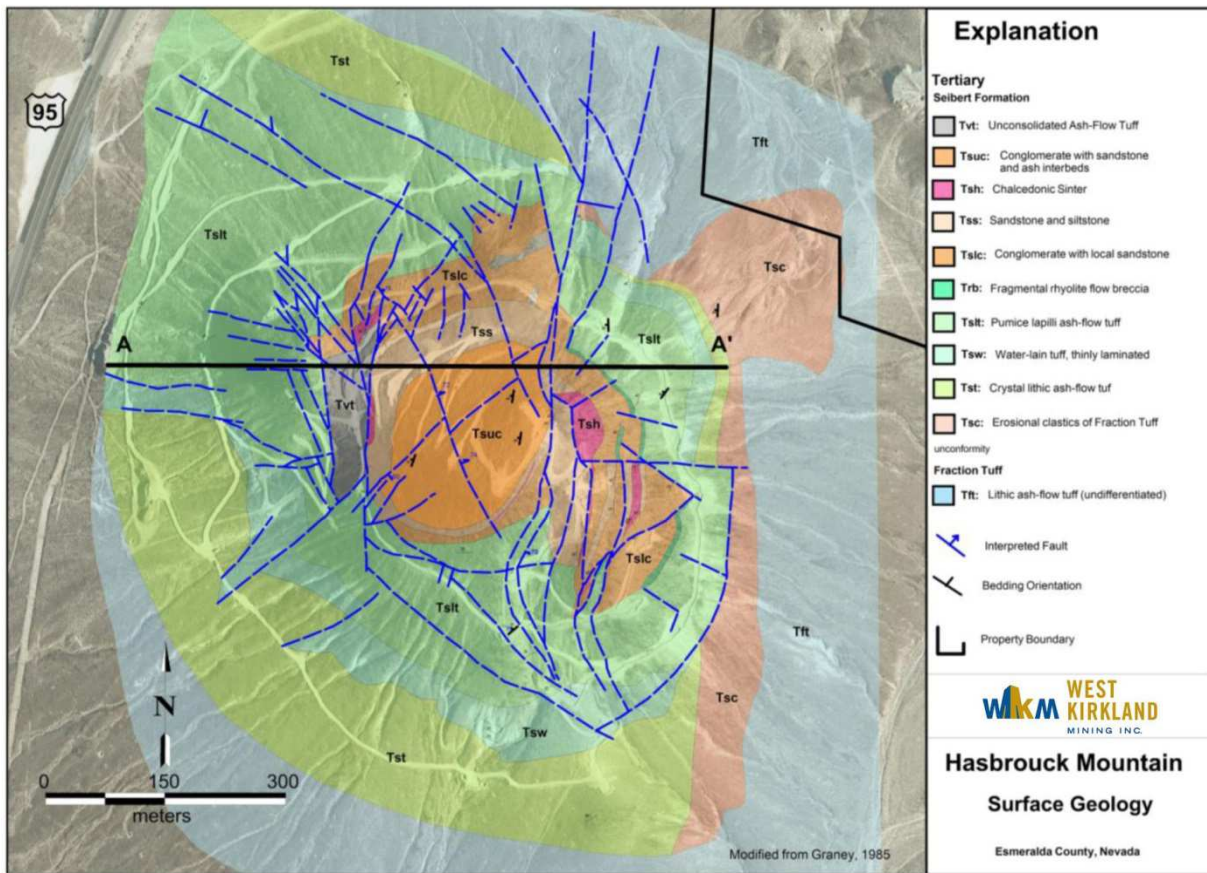 95
Tst
Tft
Tslt
Tslc
Tsc
Tss
Tslt
A
A'
Tvt
Tsuc
Tsh
Tslc
Tslt
Tft
Tsc
Tsw
Tst
N
0 150 300
meters
Modified from Graney, 1985
Explanation
Tertiary
Seibert Formation
Tvt: Unconsolidated Ash-Flow Tuff
Tsuc: Conglomerate with sandstone
and ash interbeds
Tsh: Chalcedonic Sinter
Tss: Sandstone and siltstone
Tslc: Conglomerate with local sandstone
Trb: Fragmental rhyolite flow breccia
Tslt: Pumice lapilli ash-flow tuff
Tsw: Water-lain tuff, thinly laminated
Tst: Crystal lithic ash-flow tuf
Tsc: Erosional clastics of Fraction Tuff
unconformity
Fraction Tuff
Tft: Lithic ash-flow tuff (undifferentiated)
Interpreted Fault
Bedding Orientation
Property Boundary
WKM WEST
KIRKLAND
MINING INC.
Hasbrouck Mountain
Surface Geology
Esmeralda County, Nevada